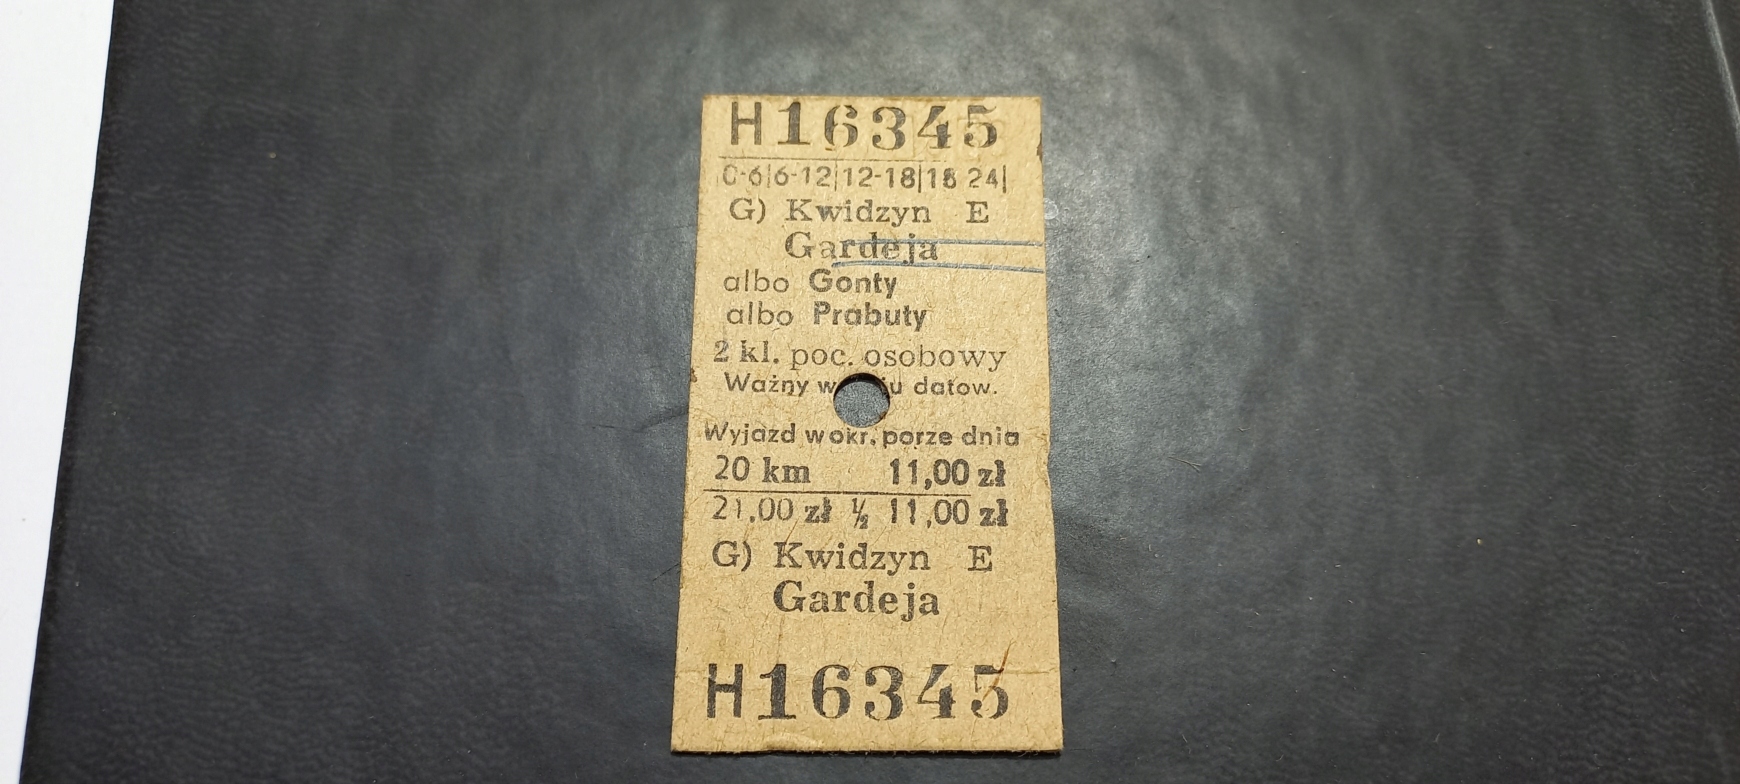 H16345
0-6|6-12|12-18|18 24|
G) Kwidzyn E
Gardeja
albo Gonty
albo Prabuty
2 kl. poc. osobowy
Ważny w datow.
Wyjazd w okr. porze dnia
20 km 11,00 zł
21,00 zł ½ 11,00 zł
G) Kwidzyn E
Gardeja
H16345